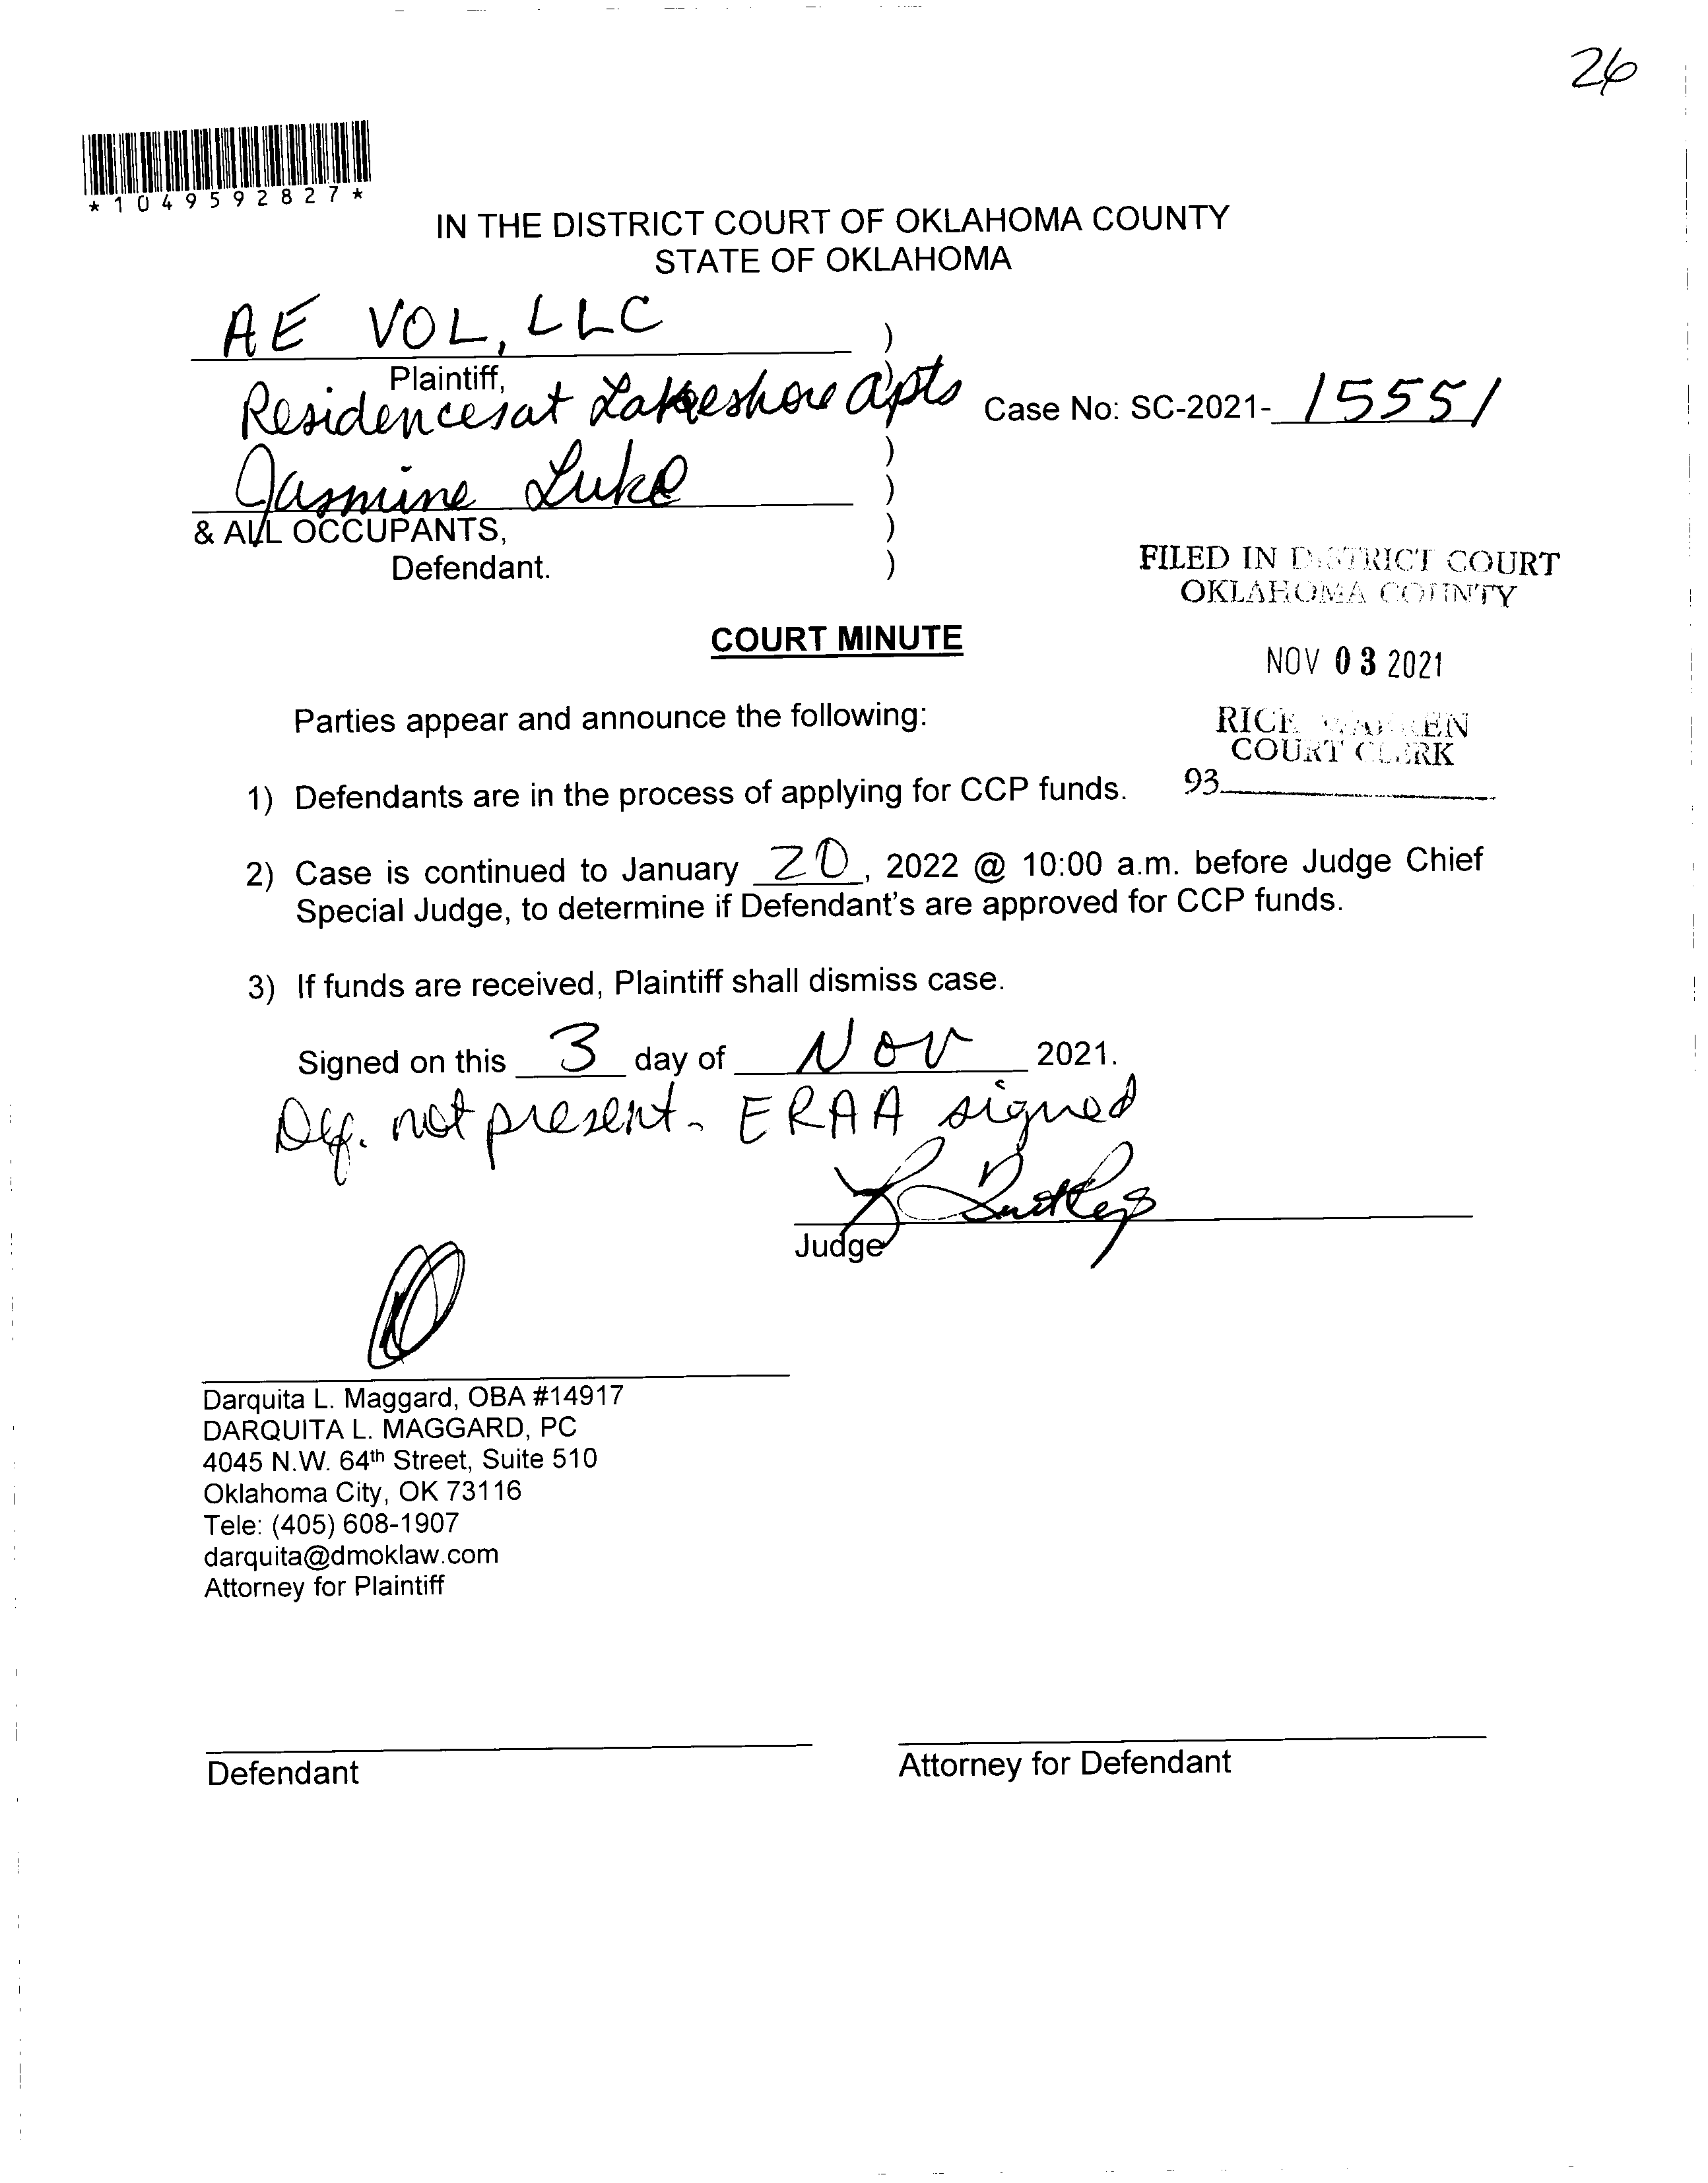 26
*1049592827*
IN THE DISTRICT COURT OF OKLAHOMA COUNTY
STATE OF OKLAHOMA
AE VOL, LLC )
Plaintiff, )
Residences at Lakeshore Apts
Case No: SC-2021- 15551
)
Jasmine Luke )
& ALL OCCUPANTS, )
Defendant. )
FILED IN DISTRICT COURT
OKLAHOMA COUNTY
COURT MINUTE
NOV 03 2021
Parties appear and announce the following:
RICK WARREN
COURT CLERK
93
1) Defendants are in the process of applying for CCP funds.
2) Case is continued to January 20, 2022 @ 10:00 a.m. before Judge Chief
Special Judge, to determine if Defendant's are approved for CCP funds.
3) If funds are received, Plaintiff shall dismiss case.
Signed on this 3 day of Nov 2021.
Def. not present. ERAA signed
Judge
Darquita L. Maggard, OBA #14917
DARQUITA L. MAGGARD, PC
4045 N.W. 64th Street, Suite 510
Oklahoma City, OK 73116
Tele: (405) 608-1907
darquita@dmoklaw.com
Attorney for Plaintiff
Defendant
Attorney for Defendant